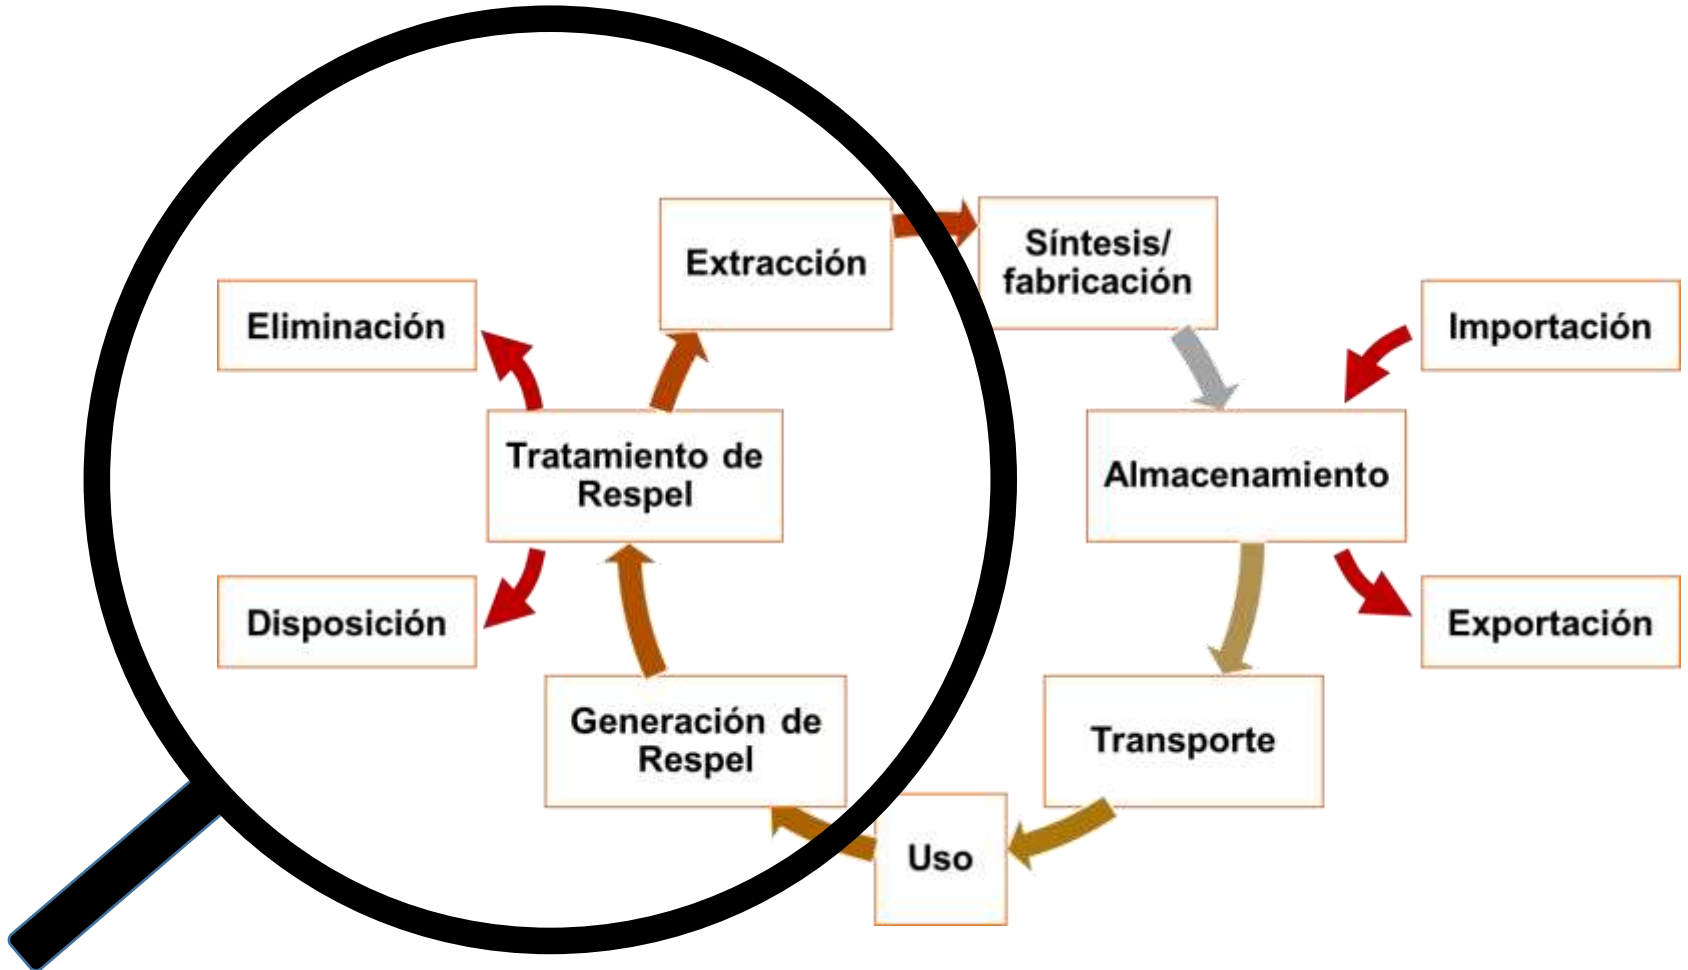 Extracción
Síntesis/
fabricación
Eliminación
Importación
Tratamiento de
Respel
Almacenamiento
Disposición
Exportación
Generación de
Respel
Transporte
Uso